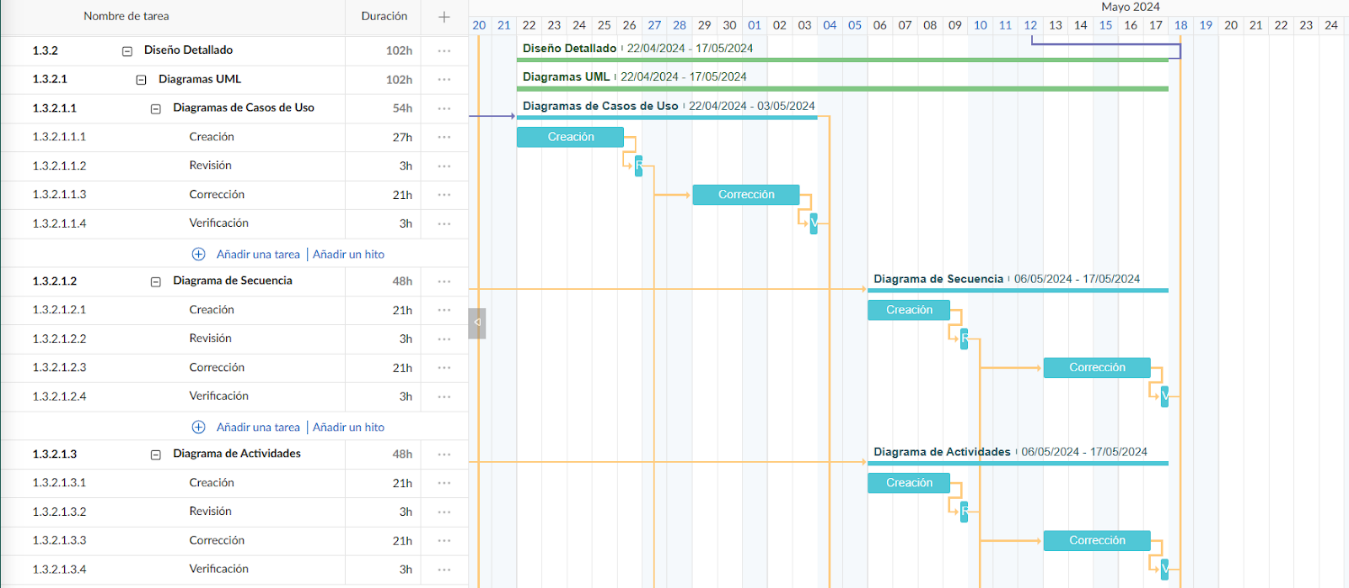 Nombre de tarea Duración Mayo 2024
20 21 22 23 24 25 26 27 28 29 30 01 02 03 04 05 06 07 08 09 10 11 12 13 14 15 16 17 18 19 20 21 22 23 24
1.3.2 Diseño Detallado 102h Diseño Detallado 22/04/2024 - 17/05/2024
1.3.2.1 Diagramas UML 102h Diagramas UML 22/04/2024 - 17/05/2024
1.3.2.1.1 Diagramas de Casos de Uso 54h Diagramas de Casos de Uso 22/04/2024 - 03/05/2024
1.3.2.1.1.1 Creación 27h Creación
1.3.2.1.1.2 Revisión 3h R
1.3.2.1.1.3 Corrección 21h Corrección
1.3.2.1.1.4 Verificación 3h V
Añadir una tarea | Añadir un hito
1.3.2.1.2 Diagrama de Secuencia 48h Diagrama de Secuencia 06/05/2024 - 17/05/2024
1.3.2.1.2.1 Creación 21h Creación
1.3.2.1.2.2 Revisión 3h R
1.3.2.1.2.3 Corrección 21h Corrección
1.3.2.1.2.4 Verificación 3h V
Añadir una tarea | Añadir un hito
1.3.2.1.3 Diagrama de Actividades 48h Diagrama de Actividades 06/05/2024 - 17/05/2024
1.3.2.1.3.1 Creación 21h Creación
1.3.2.1.3.2 Revisión 3h R
1.3.2.1.3.3 Corrección 21h Corrección
1.3.2.1.3.4 Verificación 3h V